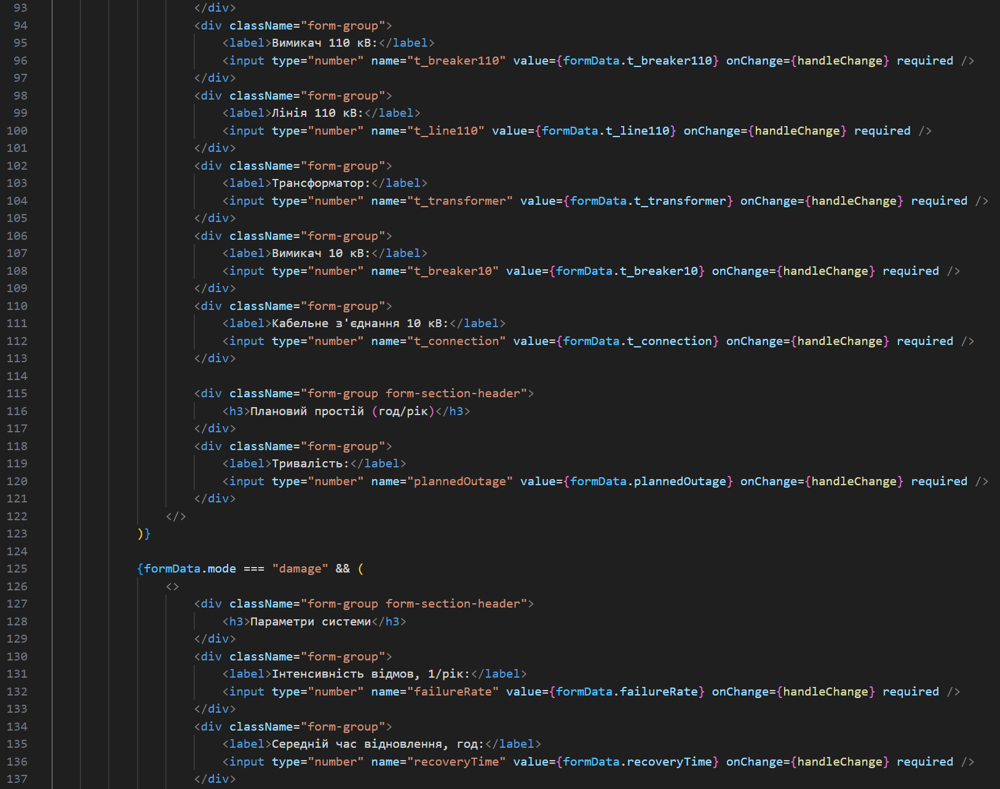 93 </div>
94 <div className="form-group">
95 <label>Вимикач 110 кВ:</label>
96 <input type="number" name="t_breaker110" value={formData.t_breaker110} onChange={handleChange} required />
97 </div>
98 <div className="form-group">
99 <label>Лінія 110 кВ:</label>
100 <input type="number" name="t_line110" value={formData.t_line110} onChange={handleChange} required />
101 </div>
102 <div className="form-group">
103 <label>Трансформатор:</label>
104 <input type="number" name="t_transformer" value={formData.t_transformer} onChange={handleChange} required />
105 </div>
106 <div className="form-group">
107 <label>Вимикач 10 кВ:</label>
108 <input type="number" name="t_breaker10" value={formData.t_breaker10} onChange={handleChange} required />
109 </div>
110 <div className="form-group">
111 <label>Кабельне з'єднання 10 кВ:</label>
112 <input type="number" name="t_connection" value={formData.t_connection} onChange={handleChange} required />
113 </div>
114
115 <div className="form-group form-section-header">
116 <h3>Плановий простій (год/рік)</h3>
117 </div>
118 <div className="form-group">
119 <label>Тривалість:</label>
120 <input type="number" name="plannedOutage" value={formData.plannedOutage} onChange={handleChange} required />
121 </div>
122 </>
123 )}
124
125 {formData.mode === "damage" && (
126 <>
127 <div className="form-group form-section-header">
128 <h3>Параметри системи</h3>
129 </div>
130 <div className="form-group">
131 <label>Інтенсивність відмов, 1/рік:</label>
132 <input type="number" name="failureRate" value={formData.failureRate} onChange={handleChange} required />
133 </div>
134 <div className="form-group">
135 <label>Середній час відновлення, год:</label>
136 <input type="number" name="recoveryTime" value={formData.recoveryTime} onChange={handleChange} required />
137 </div>